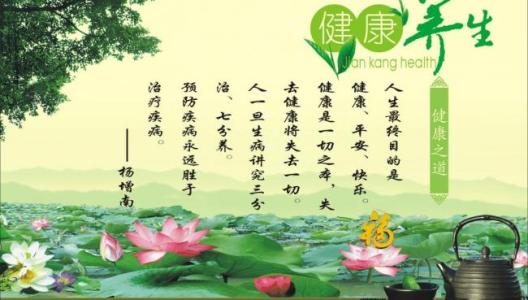 健康养生
Jian kang health
健康之道
人生最终目的是
健康、平安、快乐。
健康是一切之本，失
去健康将失去一切。
人一旦生病讲究三分
治、七分养。
预防疾病永远胜于
治疗疾病。
——杨增南
福